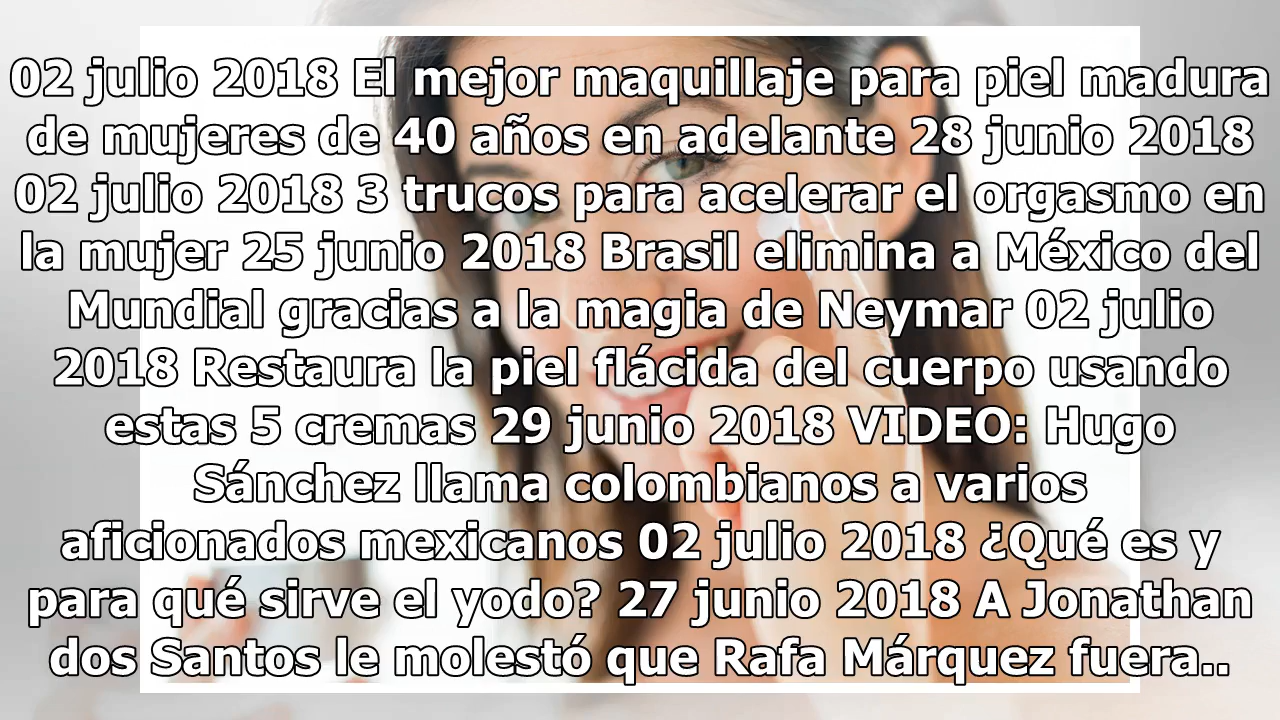 02 julio 2018 El mejor maquillaje para piel madura
de mujeres de 40 años en adelante 28 junio 2018
02 julio 2018 3 trucos para acelerar el orgasmo en
la mujer 25 junio 2018 Brasil elimina a México del
Mundial gracias a la magia de Neymar 02 julio
2018 Restaura la piel flácida del cuerpo usando
estas 5 cremas 29 junio 2018 VIDEO: Hugo
Sánchez llama colombianos a varios
aficionados mexicanos 02 julio 2018 ¿Qué es y
para qué sirve el yodo? 27 junio 2018 A Jonathan
dos Santos le molestó que Rafa Márquez fuera..